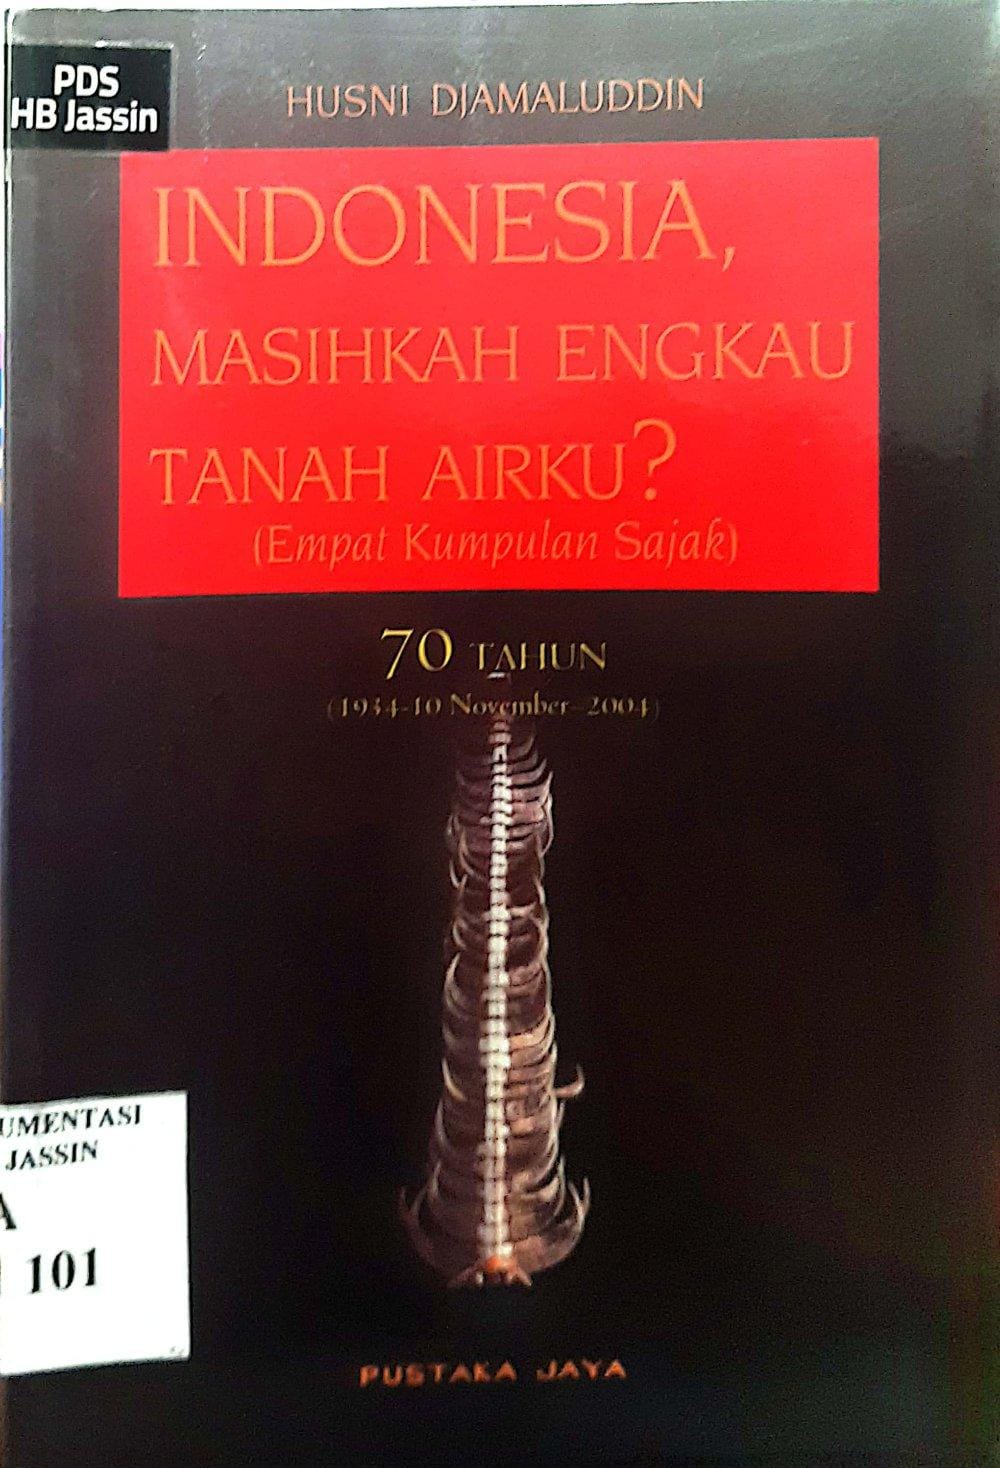 PDS
HB Jassin
HUSNI DJAMALUDDIN
INDONESIA,
MASIHKAH ENGKAU
TANAH AIRKU?
(Empat Kumpulan Sajak)
70 TAHUN
(1934-10 November-2004)
UMENTASI
JASSIN
A
101
PUSTAKA JAYA